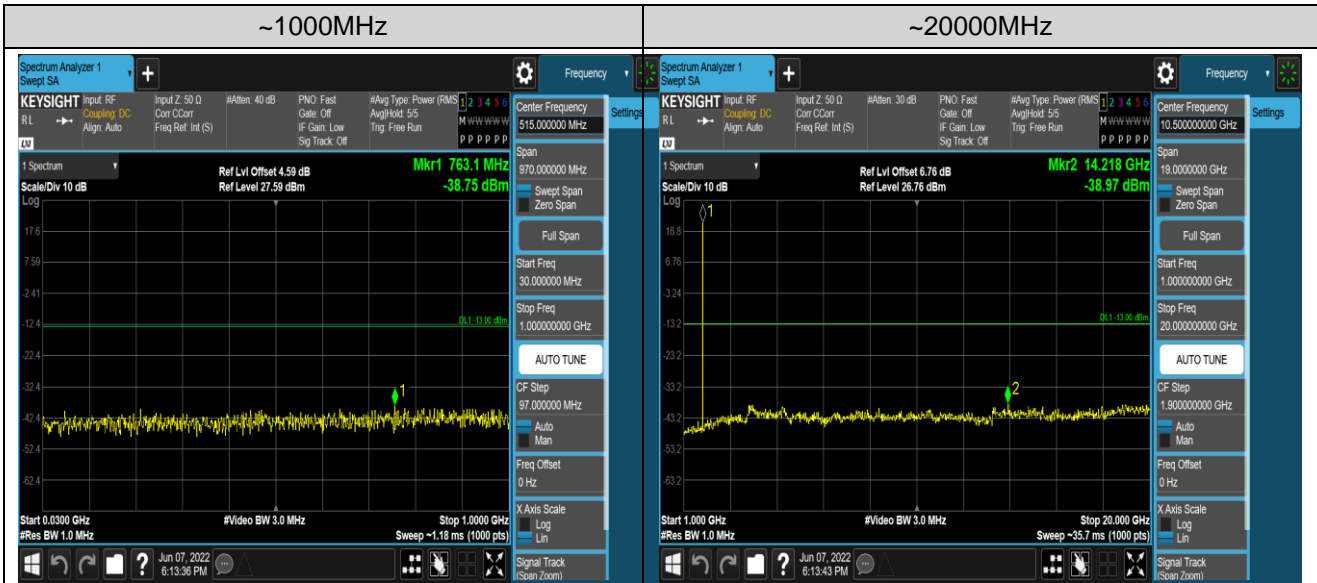 ~1000MHz
Spectrum Analyzer 1
Swept SA
Frequency
KEYSIGHT
RL
Input: RF
Coupling: DC
Align: Auto
Input Z: 50 Ω
Corr CCorr
Freq Ref: Int (S)
#Atten: 40 dB
PNO: Fast
Gate: Off
IF Gain: Low
Sig Track: Off
#Avg Type: Power (RMS
Avg|Hold: 5/5
Trig: Free Run
1 2 3 4 5 6
M W W W W W
P P P P P P
LXI
Center Frequency
515.000000 MHz
Settings
1 Spectrum
Scale/Div 10 dB
Log
Ref Lvl Offset 4.59 dB
Ref Level 27.59 dBm
Mkr1 763.1 MHz
-38.75 dBm
Span
970.000000 MHz
Swept Span
Zero Span
Full Span
Start Freq
30.000000 MHz
Stop Freq
1.000000000 GHz
AUTO TUNE
CF Step
97.000000 MHz
Auto
Man
Freq Offset
0 Hz
X Axis Scale
Log
Lin
Signal Track
(Span Zoom)
17.6
7.59
-2.41
-12.4
-22.4
-32.4
-42.4
-52.4
-62.4
DL1 -13.00 dBm
1
Start 0.0300 GHz
#Res BW 1.0 MHz
#Video BW 3.0 MHz
Stop 1.0000 GHz
Sweep ~1.18 ms (1000 pts)
?
Jun 07, 2022
6:13:36 PM
~20000MHz
Spectrum Analyzer 1
Swept SA
Frequency
KEYSIGHT
RL
Input: RF
Coupling: DC
Align: Auto
Input Z: 50 Ω
Corr CCorr
Freq Ref: Int (S)
#Atten: 30 dB
PNO: Fast
Gate: Off
IF Gain: Low
Sig Track: Off
#Avg Type: Power (RMS
Avg|Hold: 5/5
Trig: Free Run
1 2 3 4 5 6
M W W W W W
P P P P P P
LXI
Center Frequency
10.500000000 GHz
Settings
1 Spectrum
Scale/Div 10 dB
Log
Ref Lvl Offset 6.76 dB
Ref Level 26.76 dBm
Mkr2 14.218 GHz
-38.97 dBm
Span
19.0000000 GHz
Swept Span
Zero Span
Full Span
Start Freq
1.000000000 GHz
Stop Freq
20.000000000 GHz
AUTO TUNE
CF Step
1.900000000 GHz
Auto
Man
Freq Offset
0 Hz
X Axis Scale
Log
Lin
Signal Track
(Span Zoom)
1
16.8
6.76
-3.24
-13.2
-23.2
-33.2
-43.2
-53.2
-63.2
DL1 -13.00 dBm
2
Start 1.000 GHz
#Res BW 1.0 MHz
#Video BW 3.0 MHz
Stop 20.000 GHz
Sweep ~35.7 ms (1000 pts)
?
Jun 07, 2022
6:13:43 PM